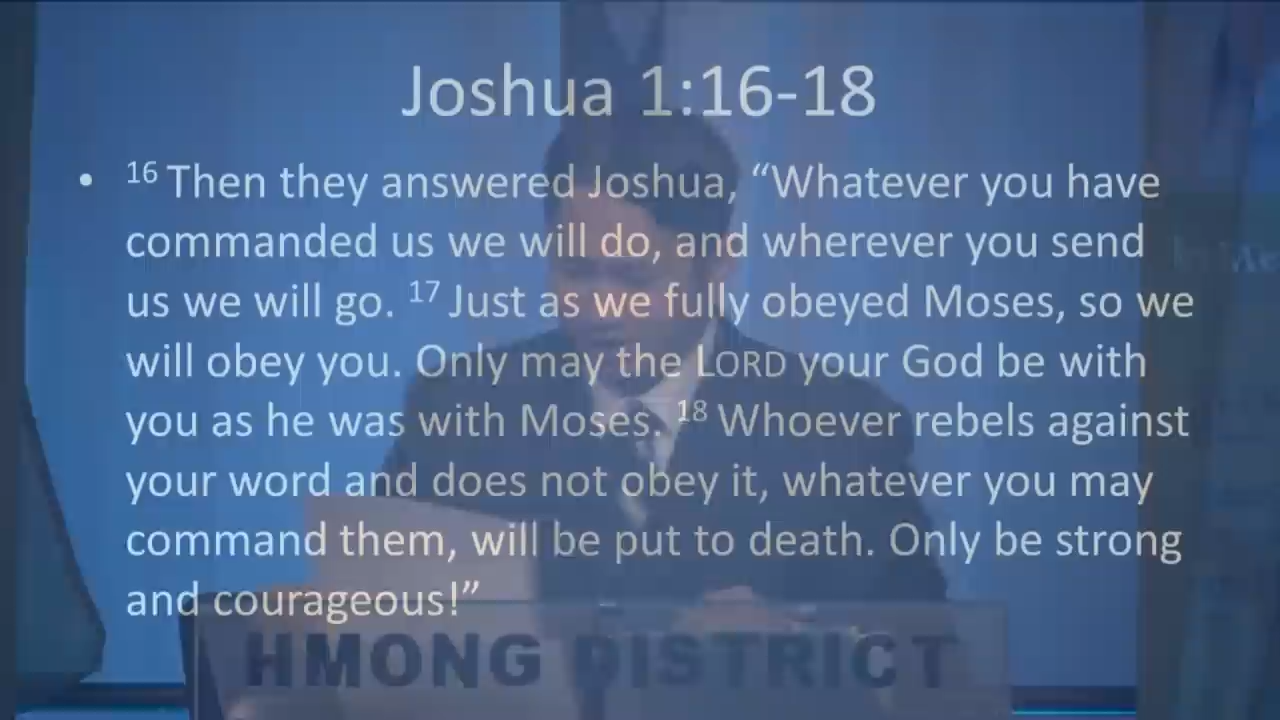 Joshua 1:16-18
• 16 Then they answered Joshua, “Whatever you have
commanded us we will do, and wherever you send
us we will go. 17 Just as we fully obeyed Moses, so we
will obey you. Only may the LORD your God be with
you as he was with Moses. 18 Whoever rebels against
your word and does not obey it, whatever you may
command them, will be put to death. Only be strong
and courageous!”
HMONG DISTRICT